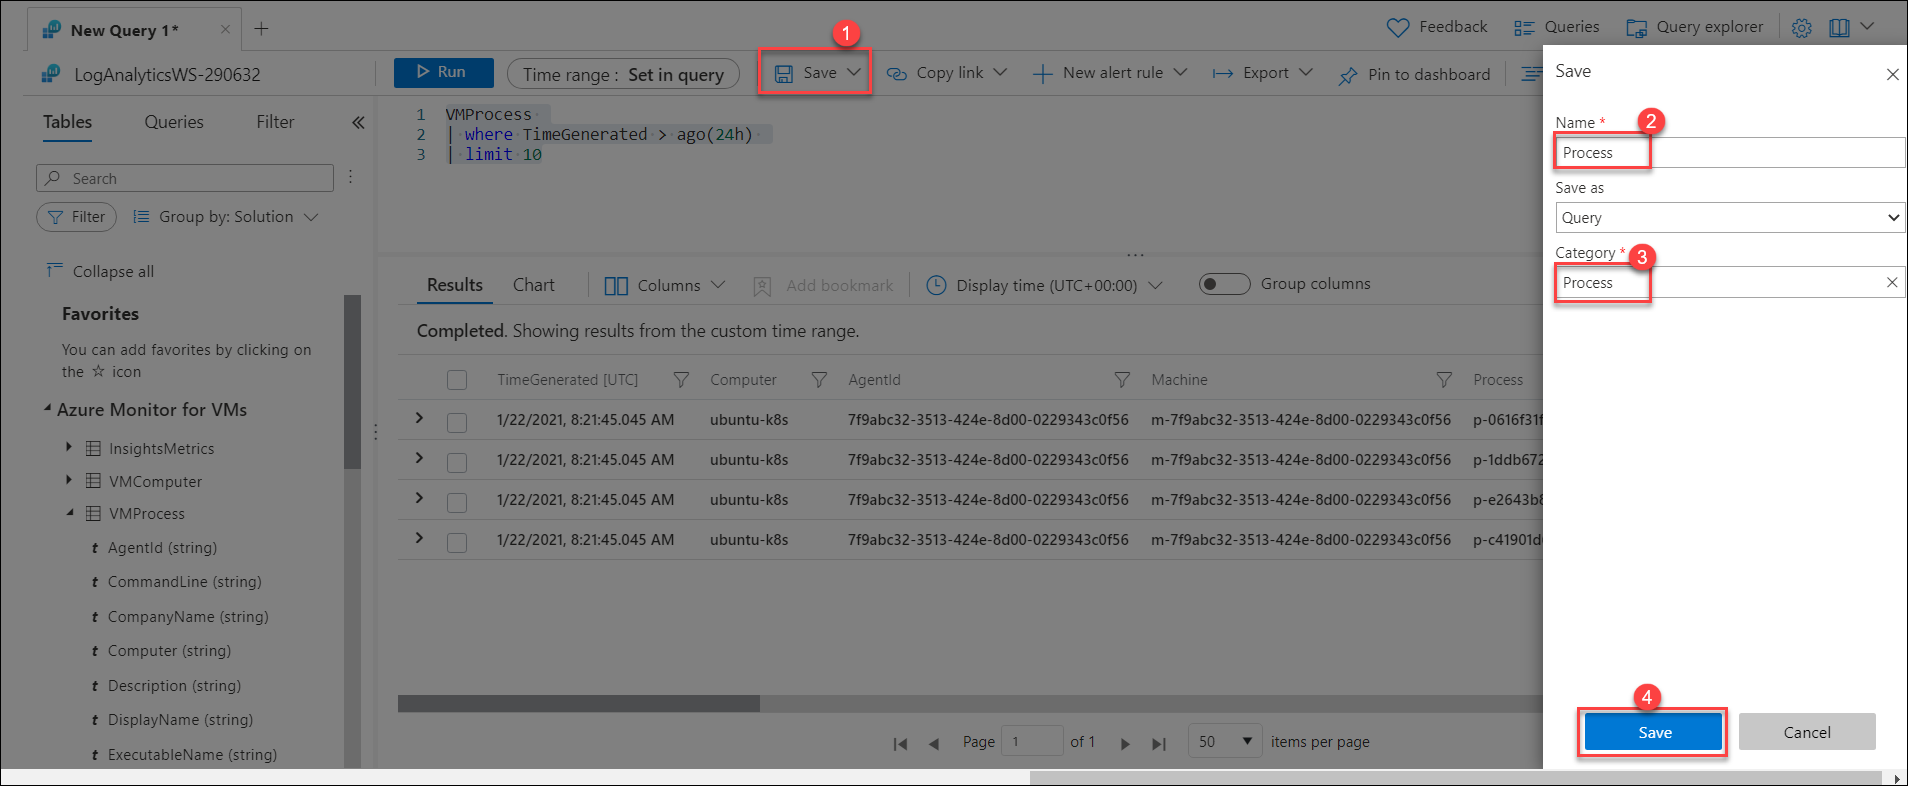 New Query 1*
Feedback
Queries
Query explorer
LogAnalyticsWS-290632
Run
Time range : Set in query
1
Save
Copy link
New alert rule
Export
Pin to dashboard
Tables
Queries
Filter
Search
Filter
Group by: Solution
Collapse all
Favorites
You can add favorites by clicking on
the ☆ icon
Azure Monitor for VMs
InsightsMetrics
VMComputer
VMProcess
t AgentId (string)
t CommandLine (string)
t CompanyName (string)
t Computer (string)
t Description (string)
t DisplayName (string)
t ExecutableName (string)
1 VMProcess
2 | where TimeGenerated > ago(24h)
3 | limit 10
Results
Chart
Columns
Add bookmark
Display time (UTC+00:00)
Group columns
Completed. Showing results from the custom time range.
TimeGenerated [UTC] Computer AgentId Machine Process
1/22/2021, 8:21:45.045 AM ubuntu-k8s 7f9abc32-3513-424e-8d00-0229343c0f56 m-7f9abc32-3513-424e-8d00-0229343c0f56 p-0616f31f
1/22/2021, 8:21:45.045 AM ubuntu-k8s 7f9abc32-3513-424e-8d00-0229343c0f56 m-7f9abc32-3513-424e-8d00-0229343c0f56 p-1ddb672
1/22/2021, 8:21:45.045 AM ubuntu-k8s 7f9abc32-3513-424e-8d00-0229343c0f56 m-7f9abc32-3513-424e-8d00-0229343c0f56 p-e2643b8
1/22/2021, 8:21:45.045 AM ubuntu-k8s 7f9abc32-3513-424e-8d00-0229343c0f56 m-7f9abc32-3513-424e-8d00-0229343c0f56 p-c41901d
Page 1 of 1
50 items per page
Save
Name *
2
Process
Save as
Query
Category *
3
Process
4
Save
Cancel